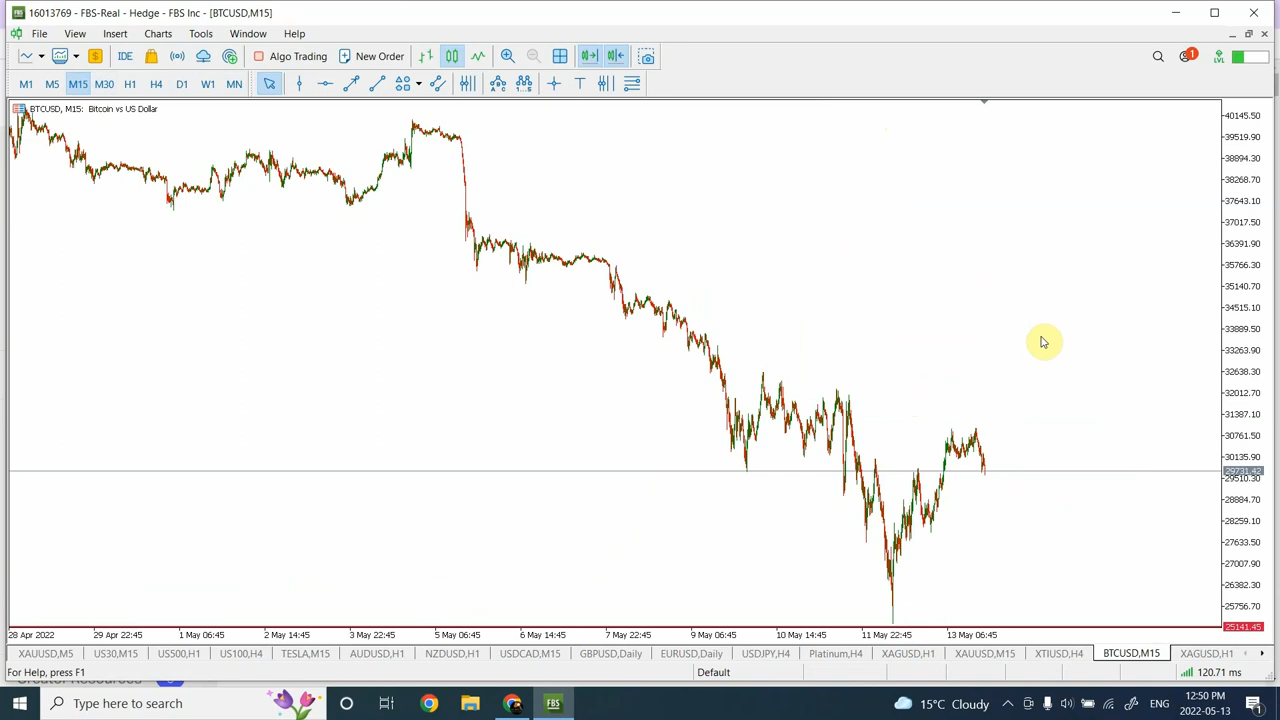 16013769 - FBS-Real - Hedge - FBS Inc - [BTCUSD,M15]
File View Insert Charts Tools Window Help
IDE Algo Trading New Order 1 LVL
M1 M5 M15 M30 H1 H4 D1 W1 MN
BTCUSD, M15: Bitcoin vs US Dollar
40145.50
39519.90
38894.30
38268.70
37643.10
37017.50
36391.90
35766.30
35140.70
34515.10
33889.50
33263.90
32638.30
32012.70
31387.10
30761.50
30135.90
29731.42
29510.30
28884.70
28259.10
27633.50
27007.90
26382.30
25756.70
25141.45
28 Apr 2022 29 Apr 22:45 1 May 06:45 2 May 14:45 3 May 22:45 5 May 06:45 6 May 14:45 7 May 22:45 9 May 06:45 10 May 14:45 11 May 22:45 13 May 06:45
XAUUSD,M5 US30,M15 US500,H1 US100,H4 TESLA,M15 AUDUSD,H1 NZDUSD,H1 USDCAD,M15 GBPUSD,Daily EURUSD,Daily USDJPY,H4 Platinum,H4 XAGUSD,H1 XAUUSD,M15 XTIUSD,H4 BTCUSD,M15 XAGUSD,H1
For Help, press F1 Default 120.71 ms
Creator Resources
Type here to search FBS 15°C Cloudy ENG 12:50 PM
2022-05-13 1